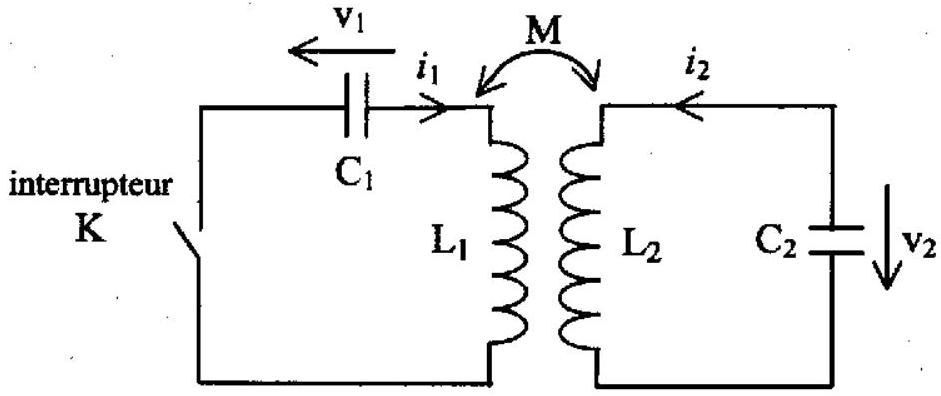 v₁
M
i₁
i₂
C₁
interrupteur
K
L₁
L₂
C₂
v₂